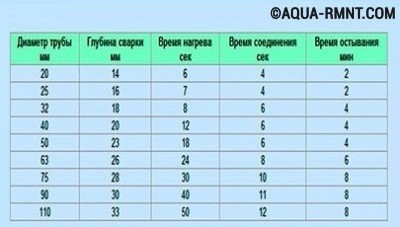 ©AQUA-RMNT.COM
Диаметр трубы мм Глубина сварки мм Время нагрева сек Время соединения сек Время остывания мин
20 14 6 4 2
25 16 7 4 2
32 18 8 6 4
40 20 12 6 4
50 23 18 6 4
63 26 24 8 6
75 28 30 10 8
90 30 40 11 8
110 33 50 12 8